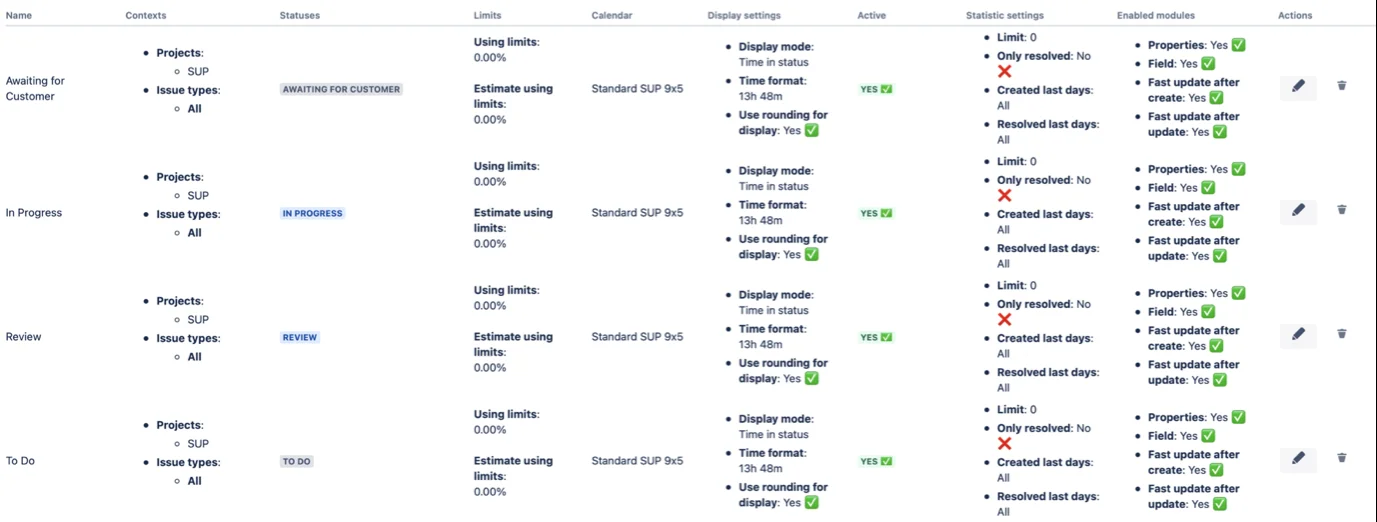 Name Contexts Statuses Limits Calendar Display settings Active Statistic settings Enabled modules Actions
Awaiting for
Customer
Projects:
SUP
Issue types:
All
AWAITING FOR CUSTOMER
Using limits:
0.00%
Estimate using
limits:
0.00%
Standard SUP 9x5
Display mode:
Time in status
Time format:
13h 48m
Use rounding for
display: Yes ✅
YES ✅
Limit: 0
Only resolved: No
❌
Created last days:
All
Resolved last days:
All
Properties: Yes ✅
Field: Yes ✅
Fast update after
create: Yes ✅
Fast update after
update: Yes ✅
In Progress
Projects:
SUP
Issue types:
All
IN PROGRESS
Using limits:
0.00%
Estimate using
limits:
0.00%
Standard SUP 9x5
Display mode:
Time in status
Time format:
13h 48m
Use rounding for
display: Yes ✅
YES ✅
Limit: 0
Only resolved: No
❌
Created last days:
All
Resolved last days:
All
Properties: Yes ✅
Field: Yes ✅
Fast update after
create: Yes ✅
Fast update after
update: Yes ✅
Review
Projects:
SUP
Issue types:
All
REVIEW
Using limits:
0.00%
Estimate using
limits:
0.00%
Standard SUP 9x5
Display mode:
Time in status
Time format:
13h 48m
Use rounding for
display: Yes ✅
YES ✅
Limit: 0
Only resolved: No
❌
Created last days:
All
Resolved last days:
All
Properties: Yes ✅
Field: Yes ✅
Fast update after
create: Yes ✅
Fast update after
update: Yes ✅
To Do
Projects:
SUP
Issue types:
All
TO DO
Using limits:
0.00%
Estimate using
limits:
0.00%
Standard SUP 9x5
Display mode:
Time in status
Time format:
13h 48m
Use rounding for
display: Yes ✅
YES ✅
Limit: 0
Only resolved: No
❌
Created last days:
All
Resolved last days:
All
Properties: Yes ✅
Field: Yes ✅
Fast update after
create: Yes ✅
Fast update after
update: Yes ✅